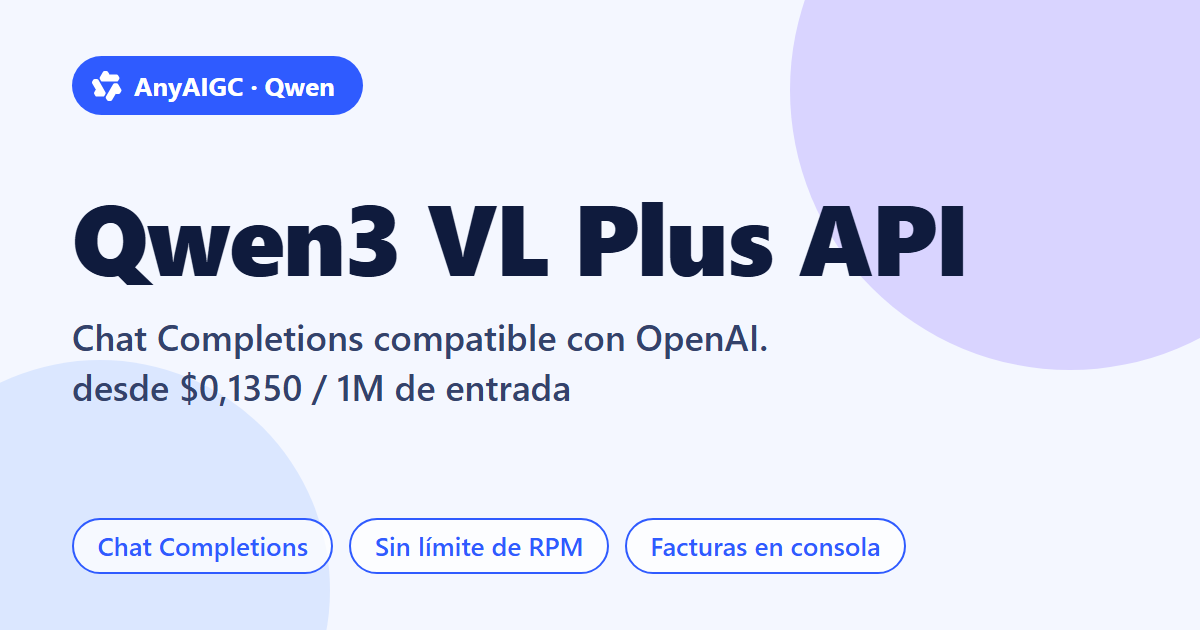 AnyAIGC · Qwen
Qwen3 VL Plus API
Chat Completions compatible con OpenAI.
desde $0,1350 / 1M de entrada
Chat Completions
Sin límite de RPM
Facturas en consola